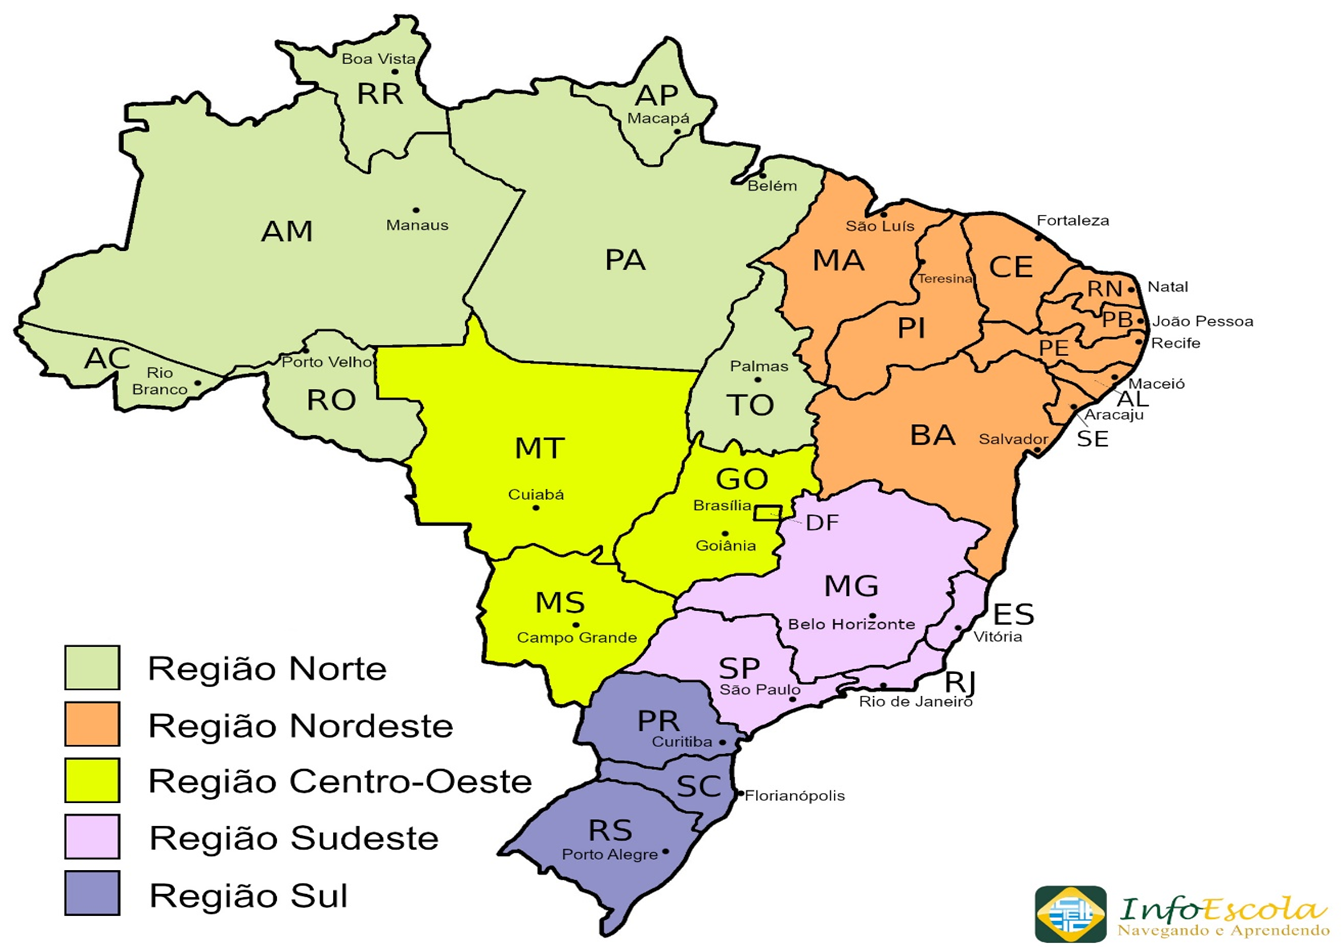 Boa Vista
RR
AP
Macapá
Belém
AM
Manaus
PA
São Luís
MA
Teresina
Fortaleza
CE
RN
Natal
PB
João Pessoa
PI
PE
Recife
AC
Rio
Branco
Porto Velho
RO
Palmas
TO
Maceió
AL
Aracaju
SE
BA
Salvador
MT
Cuiabá
GO
Brasília
DF
Goiânia
MS
Campo Grande
MG
Belo Horizonte
ES
Vitória
SP
São Paulo
RJ
Rio de Janeiro
PR
Curitiba
SC
Florianópolis
RS
Porto Alegre
Região Norte
Região Nordeste
Região Centro-Oeste
Região Sudeste
Região Sul
InfoEscola
Navegando e Aprendendo